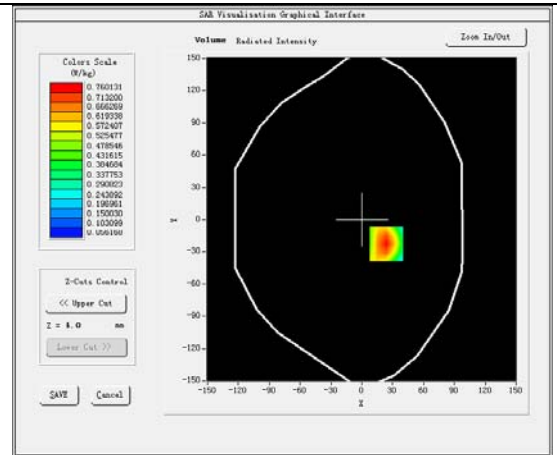 SAR Visualisation Graphical Interface
Volume Radiated Intensity
Zoom In/Out
Colors Scale
(W/kg)
0.760131
0.713200
0.666269
0.619338
0.572407
0.525477
0.478546
0.431615
0.384684
0.337753
0.290823
0.243892
0.196961
0.150030
0.103099
0.056168
150
120
90
60
30
0
-30
-60
-90
-120
-150
Y
-150 -120 -90 -60 -30 0 30 60 90 120 150
X
Z-Cuts Control
<< Upper Cut
Z = 4.0 mm
Lower Cut >>
SAVE
Cancel